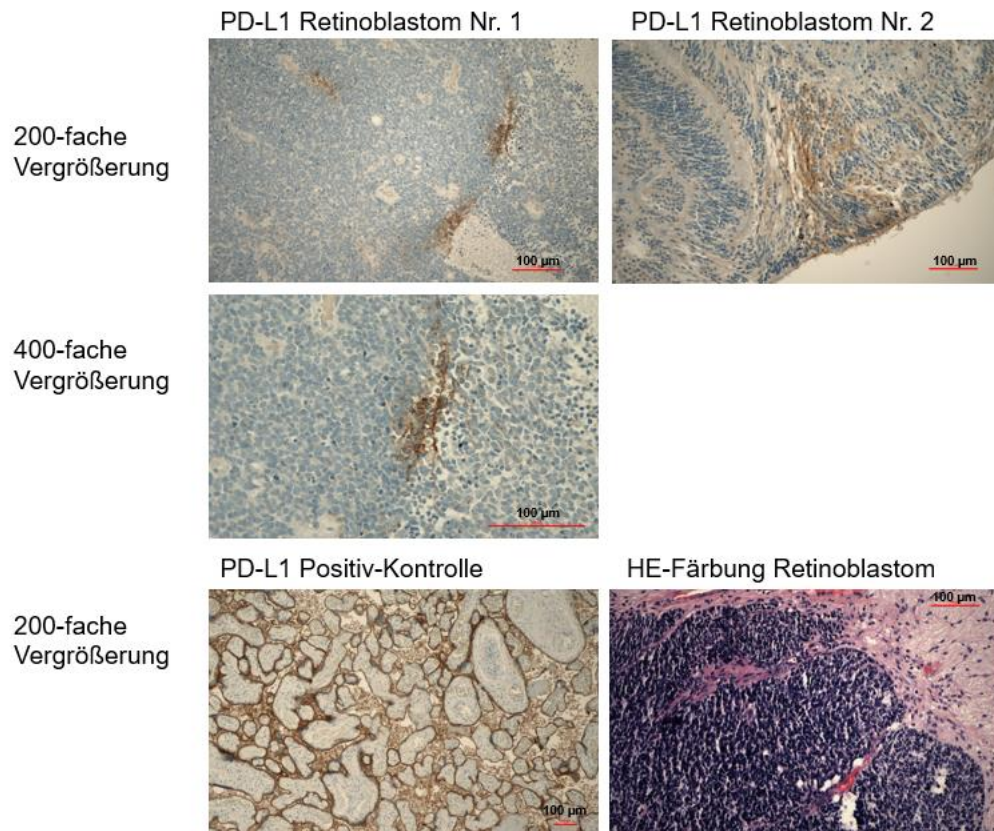 PD-L1 Retinoblastom Nr. 1
PD-L1 Retinoblastom Nr. 2
200-fache
Vergrößerung
100 µm
100 µm
400-fache
Vergrößerung
100 µm
PD-L1 Positiv-Kontrolle
HE-Färbung Retinoblastom
200-fache
Vergrößerung
100 µm
100 µm